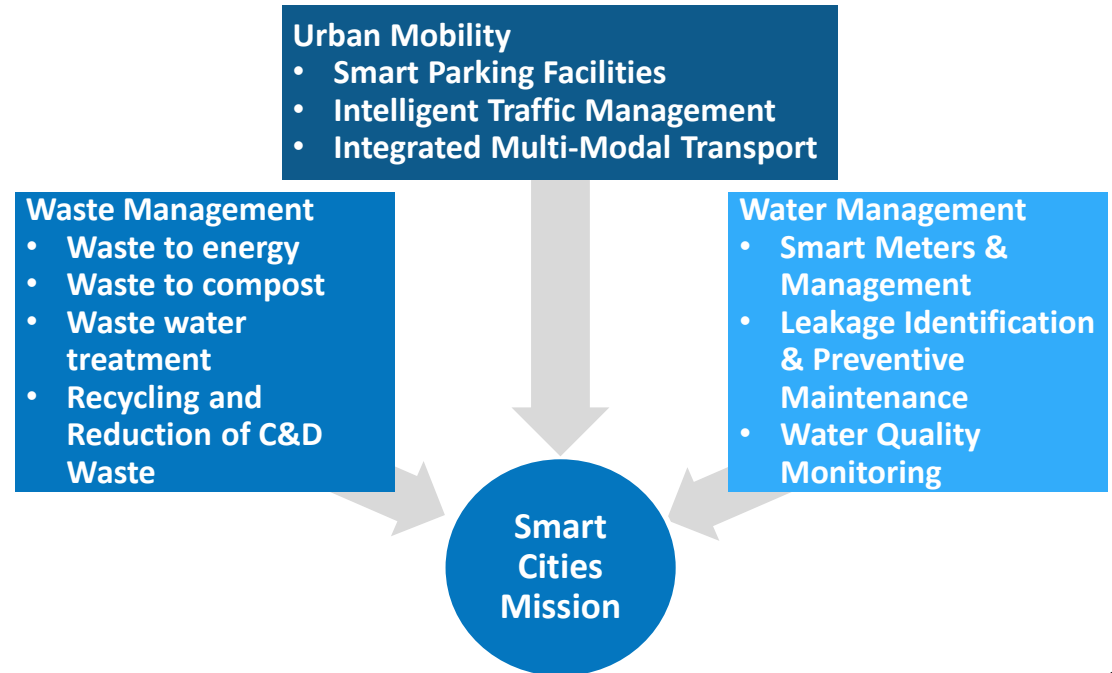 Urban Mobility
• Smart Parking Facilities
• Intelligent Traffic Management
• Integrated Multi-Modal Transport
Waste Management
• Waste to energy
• Waste to compost
• Waste water
treatment
• Recycling and
Reduction of C&D
Waste
Water Management
• Smart Meters &
Management
• Leakage Identification
& Preventive
Maintenance
• Water Quality
Monitoring
Smart
Cities
Mission